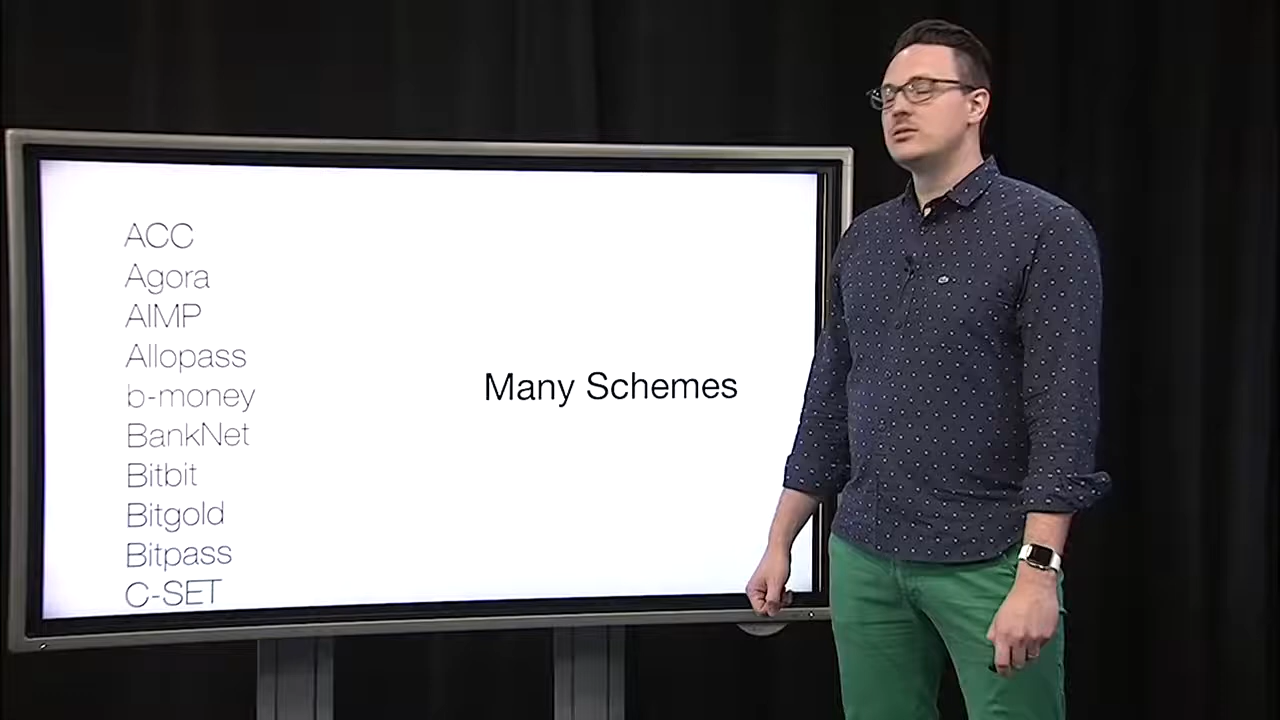 ACC
Agora
AIMP
Allopass
b-money
BankNet
Bitbit
Bitgold
Bitpass
C-SET
Many Schemes